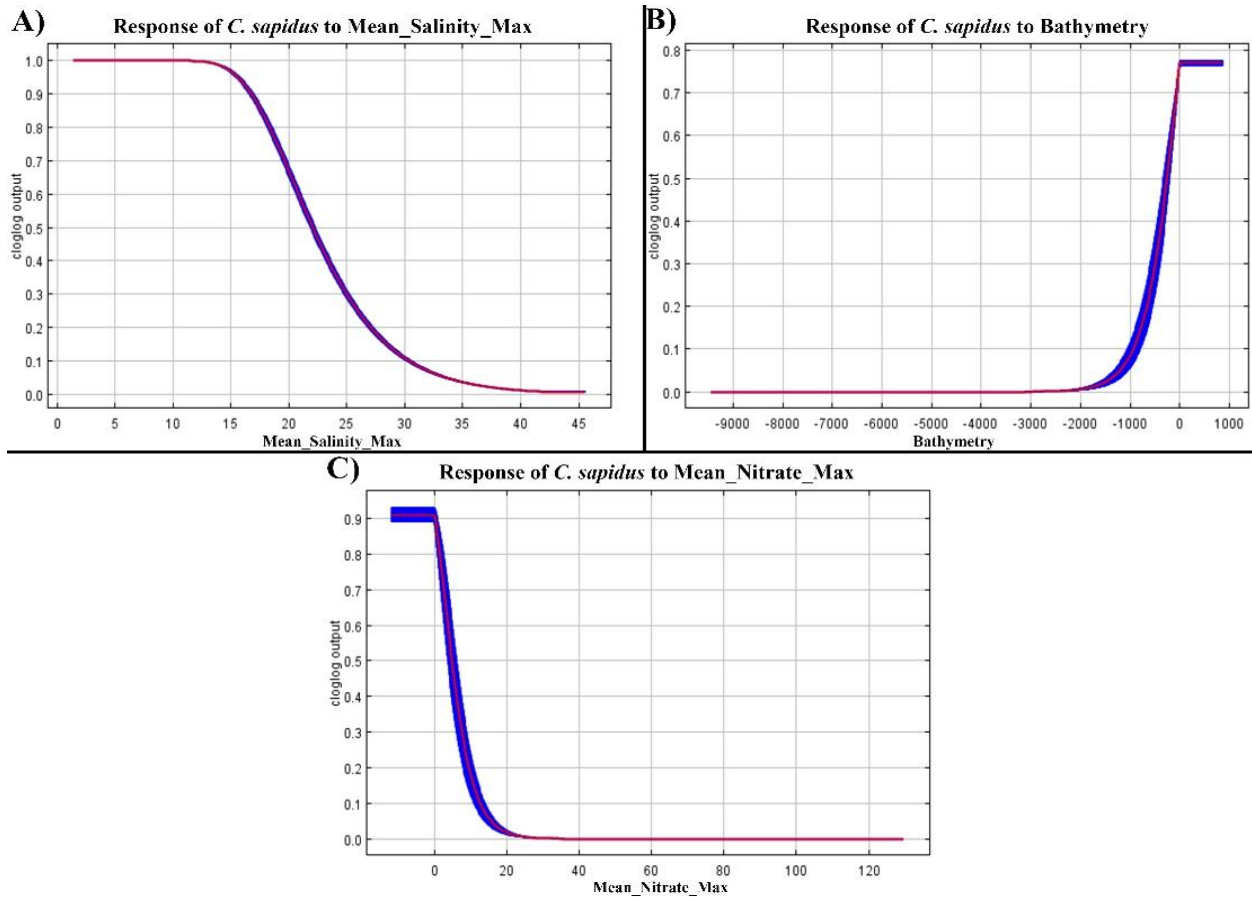 A)
Response of C. sapidus to Mean_Salinity_Max
cloglog output
1.0
0.9
0.8
0.7
0.6
0.5
0.4
0.3
0.2
0.1
0.0
0 5 10 15 20 25 30 35 40 45
Mean_Salinity_Max
B)
Response of C. sapidus to Bathymetry
cloglog output
0.8
0.7
0.6
0.5
0.4
0.3
0.2
0.1
0.0
-9000 -8000 -7000 -6000 -5000 -4000 -3000 -2000 -1000 0 1000
Bathymetry
C)
Response of C. sapidus to Mean_Nitrate_Max
cloglog output
0.9
0.8
0.7
0.6
0.5
0.4
0.3
0.2
0.1
0.0
0 20 40 60 80 100 120
Mean_Nitrate_Max